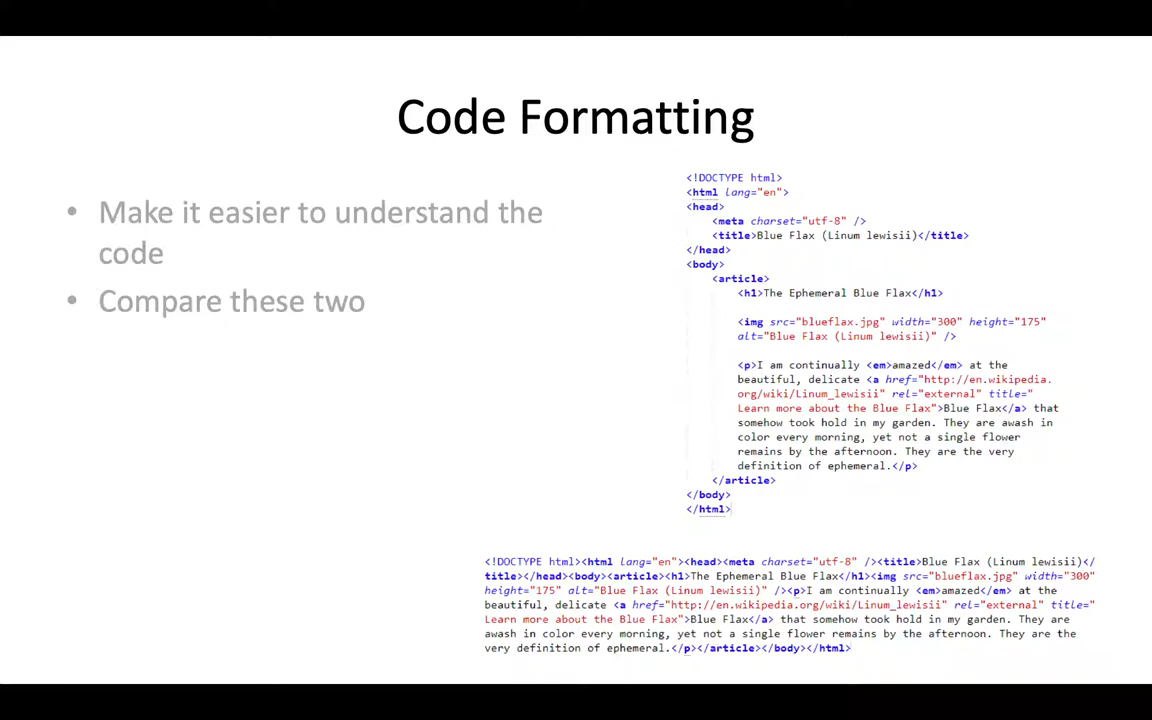 Code Formatting
• Make it easier to understand the
code
• Compare these two
<!DOCTYPE html>
<html lang="en">
<head>
<meta charset="utf-8" />
<title>Blue Flax (Linum lewisii)</title>
</head>
<body>
<article>
<h1>The Ephemeral Blue Flax</h1>
<img src="blueflax.jpg" width="300" height="175"
alt="Blue Flax (Linum lewisii)" />
<p>I am continually <em>amazed</em> at the
beautiful, delicate <a href="http://en.wikipedia.
org/wiki/Linum_lewisii" rel="external" title="
Learn more about the Blue Flax">Blue Flax</a> that
somehow took hold in my garden. They are awash in
color every morning, yet not a single flower
remains by the afternoon. They are the very
definition of ephemeral.</p>
</article>
</body>
</html>
<!DOCTYPE html><html lang="en"><head><meta charset="utf-8" /><title>Blue Flax (Linum lewisii)</
title></head><body><article><h1>The Ephemeral Blue Flax</h1><img src="blueflax.jpg" width="300"
height="175" alt="Blue Flax (Linum lewisii)" /><p>I am continually <em>amazed</em> at the
beautiful, delicate <a href="http://en.wikipedia.org/wiki/Linum_lewisii" rel="external" title="
Learn more about the Blue Flax">Blue Flax</a> that somehow took hold in my garden. They are
awash in color every morning, yet not a single flower remains by the afternoon. They are the
very definition of ephemeral.</p></article></body></html>